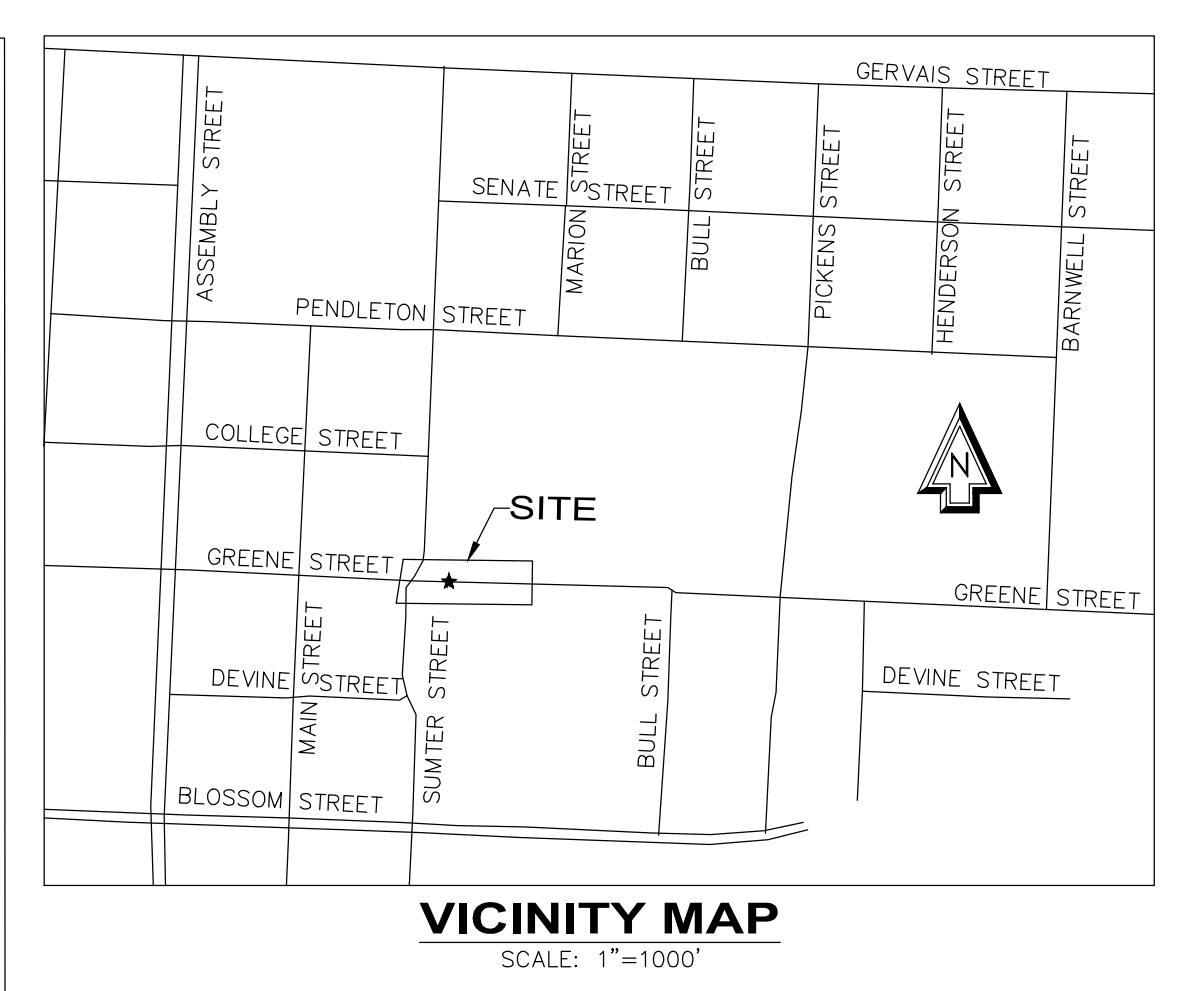 GERVAIS STREET
ASSEMBLY STREET
SENATE STREET
MARION STREET
BULL STREET
PICKENS STREET
HENDERSON STREET
BARNWELL STREET
PENDLETON STREET
COLLEGE STREET
N
SITE
GREENE STREET
GREENE STREET
DEVINE STREET
MAIN STREET
SUMTER STREET
BULL STREET
DEVINE STREET
BLOSSOM STREET
VICINITY MAP
SCALE: 1"=1000'